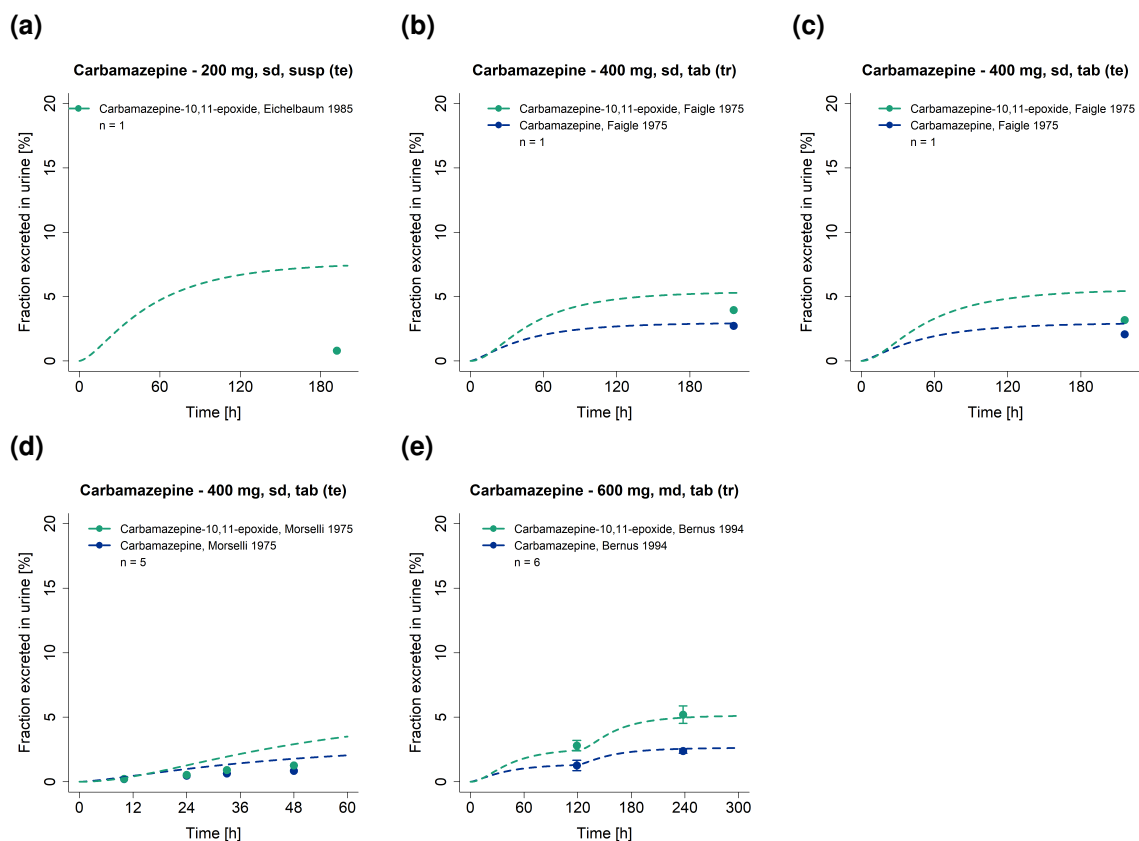 (a)
Carbamazepine - 200 mg, sd, susp (te)
Carbamazepine-10,11-epoxide, Eichelbaum 1985
n = 1
Fraction excreted in urine [%]
20
15
10
5
0
0 60 120 180
Time [h]
(b)
Carbamazepine - 400 mg, sd, tab (tr)
Carbamazepine-10,11-epoxide, Faigle 1975
Carbamazepine, Faigle 1975
n = 1
Fraction excreted in urine [%]
20
15
10
5
0
0 60 120 180
Time [h]
(c)
Carbamazepine - 400 mg, sd, tab (te)
Carbamazepine-10,11-epoxide, Faigle 1975
Carbamazepine, Faigle 1975
n = 1
Fraction excreted in urine [%]
20
15
10
5
0
0 60 120 180
Time [h]
(d)
Carbamazepine - 400 mg, sd, tab (te)
Carbamazepine-10,11-epoxide, Morselli 1975
Carbamazepine, Morselli 1975
n = 5
Fraction excreted in urine [%]
20
15
10
5
0
0 12 24 36 48 60
Time [h]
(e)
Carbamazepine - 600 mg, md, tab (tr)
Carbamazepine-10,11-epoxide, Bernus 1994
Carbamazepine, Bernus 1994
n = 6
Fraction excreted in urine [%]
20
15
10
5
0
0 60 120 180 240 300
Time [h]